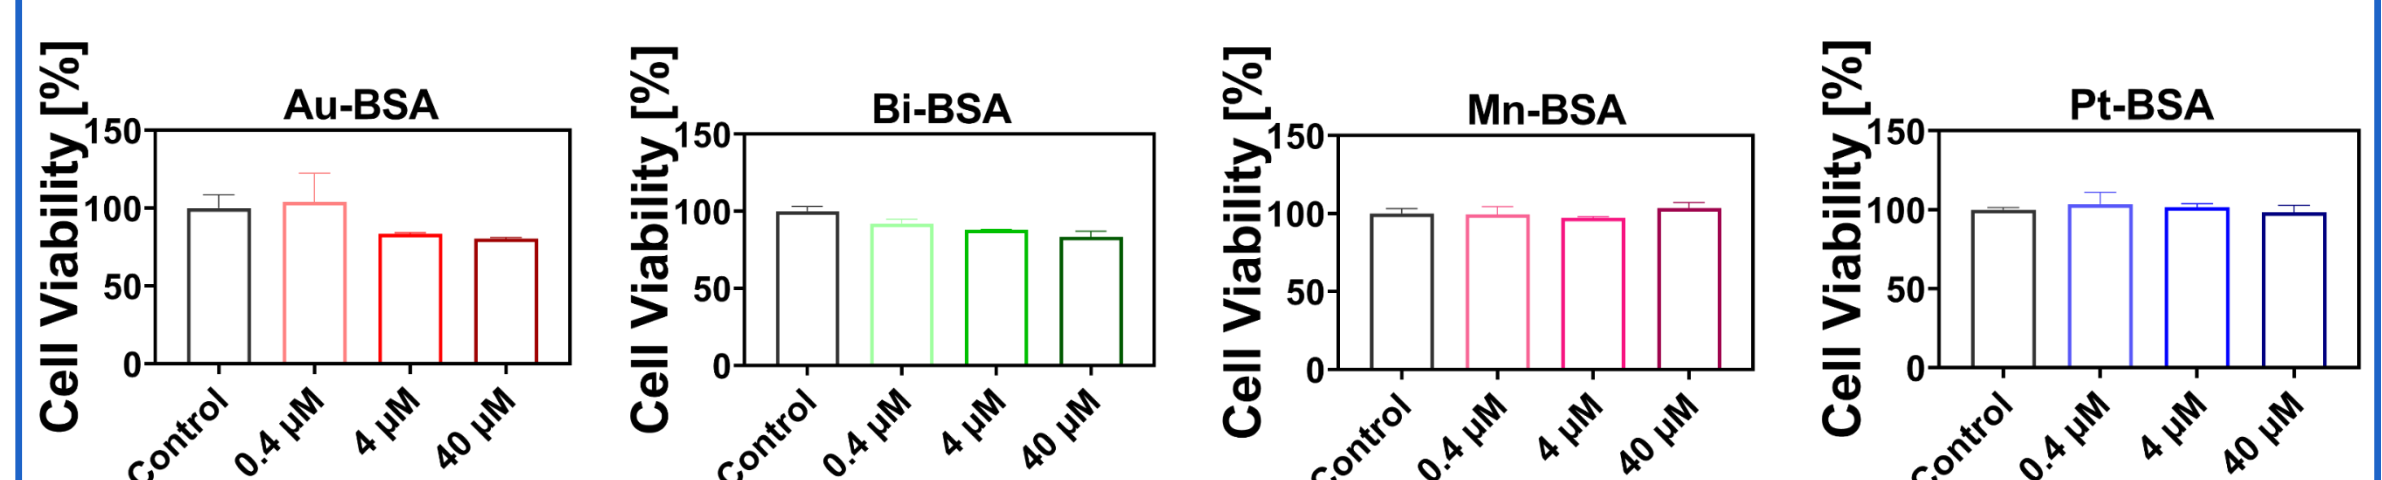 Au-BSA
Cell Viability [%]
150
100
50
0
Control
0.4 µM
4 µM
40 µM
Bi-BSA
Cell Viability [%]
150
100
50
0
Control
0.4 µM
4 µM
40 µM
Mn-BSA
Cell Viability [%]
150
100
50
0
Control
0.4 µM
4 µM
40 µM
Pt-BSA
Cell Viability [%]
150
100
50
0
Control
0.4 µM
4 µM
40 µM